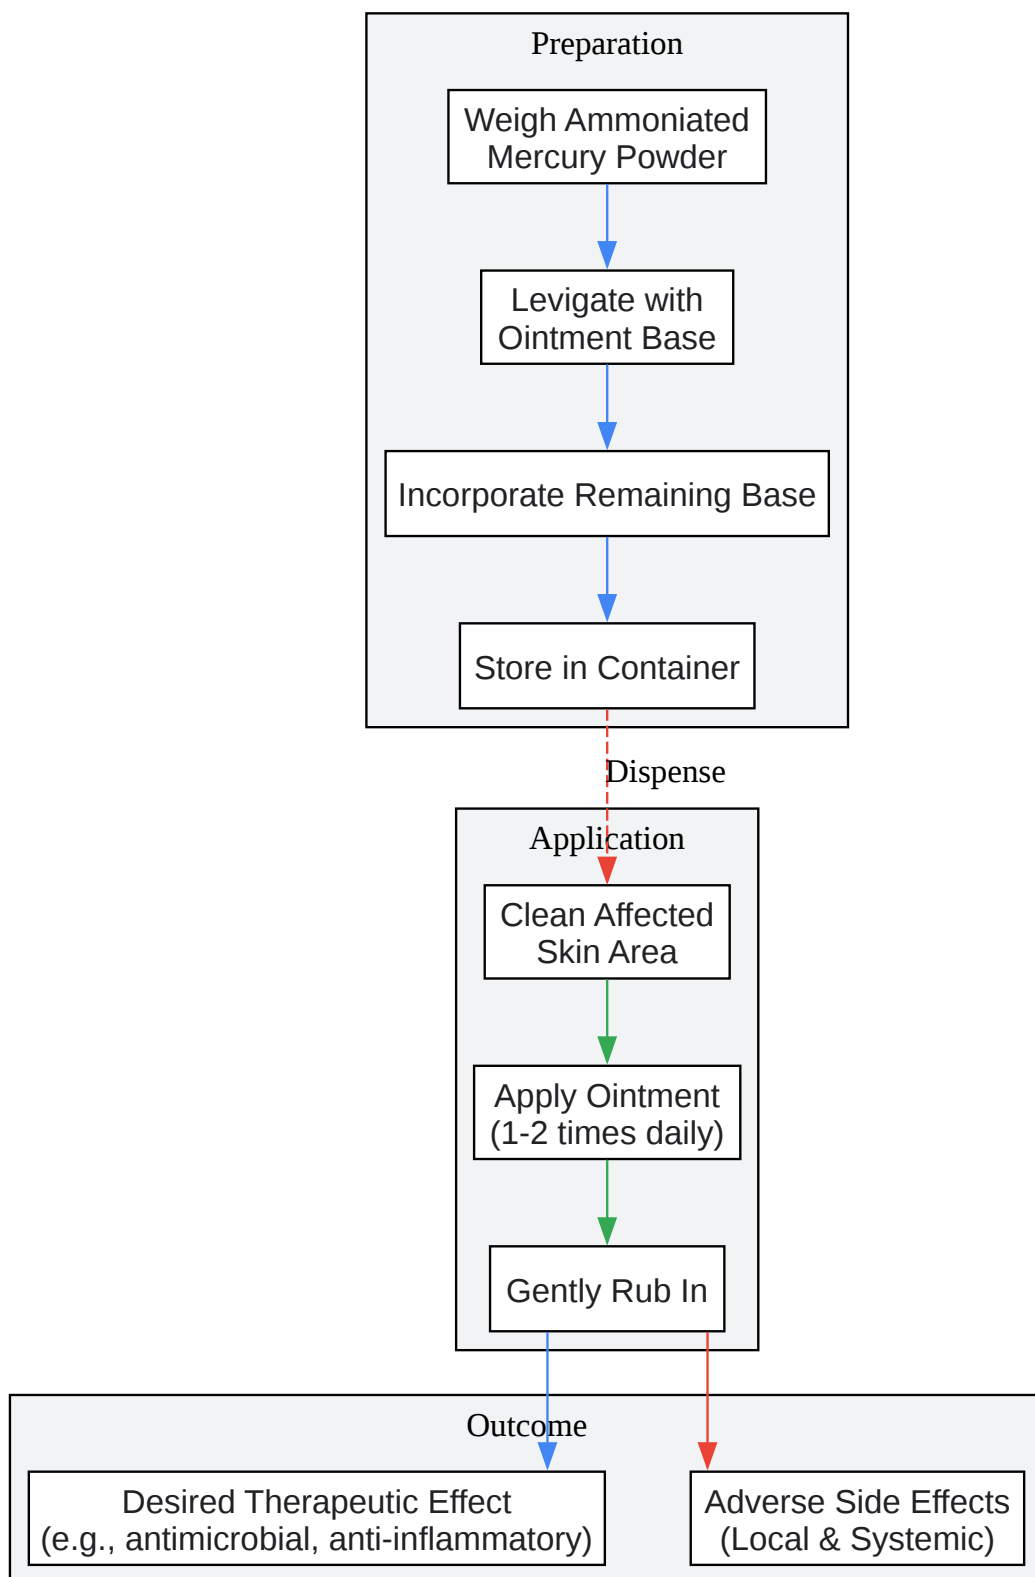 Preparation
Weigh Ammoniated
Mercury Powder
Levigate with
Ointment Base
Incorporate Remaining Base
Store in Container
Dispense
Application
Clean Affected
Skin Area
Apply Ointment
(1-2 times daily)
Gently Rub In
Outcome
Desired Therapeutic Effect
(e.g., antimicrobial, anti-inflammatory)
Adverse Side Effects
(Local & Systemic)